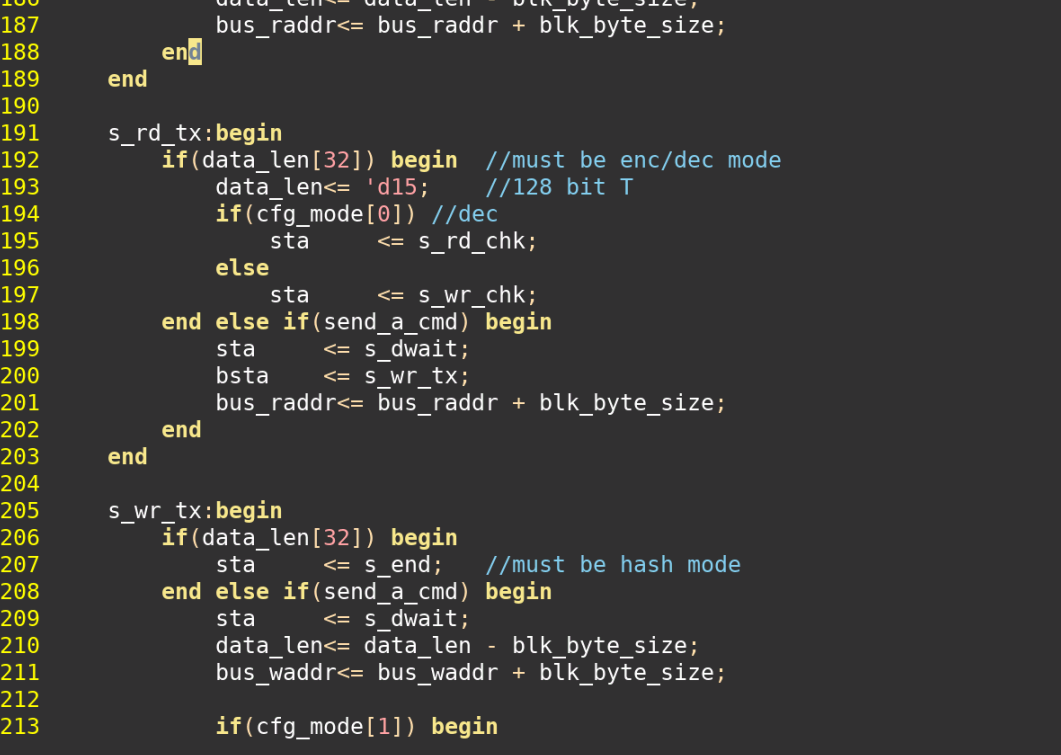 186             data_len<= data_len - blk_byte_size;
187             bus_raddr<= bus_raddr + blk_byte_size;
188         end
189     end
190
191     s_rd_tx:begin
192         if(data_len[32]) begin  //must be enc/dec mode
193             data_len<= 'd15;    //128 bit T
194             if(cfg_mode[0]) //dec
195                 sta     <= s_rd_chk;
196             else
197                 sta     <= s_wr_chk;
198         end else if(send_a_cmd) begin
199             sta     <= s_dwait;
200             bsta    <= s_wr_tx;
201             bus_raddr<= bus_raddr + blk_byte_size;
202         end
203     end
204
205     s_wr_tx:begin
206         if(data_len[32]) begin
207             sta     <= s_end;   //must be hash mode
208         end else if(send_a_cmd) begin
209             sta     <= s_dwait;
210             data_len<= data_len - blk_byte_size;
211             bus_waddr<= bus_waddr + blk_byte_size;
212
213             if(cfg_mode[1]) begin